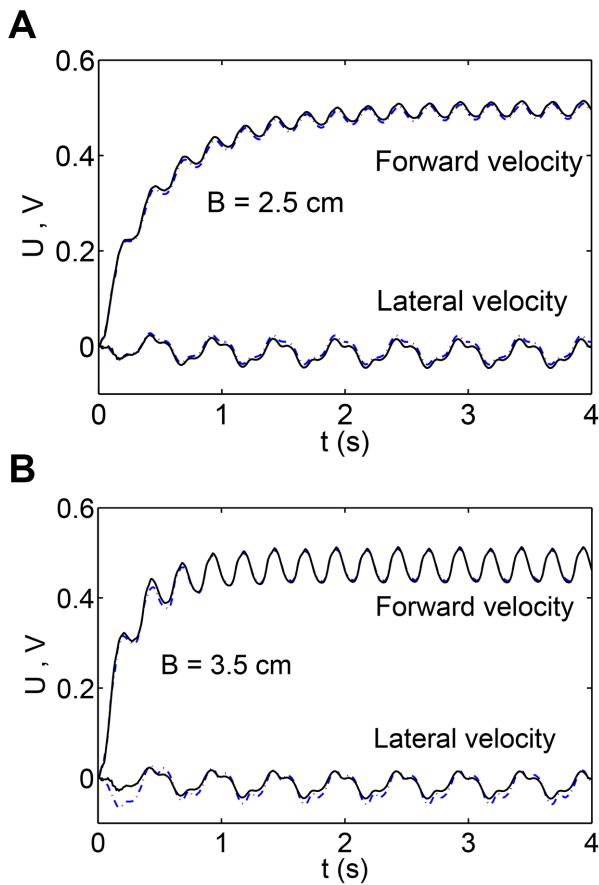 A
0.6
0.4
0.2
0
U , V
Forward velocity
B = 2.5 cm
Lateral velocity
0 1 2 3 4
t (s)
B
0.6
0.4
0.2
0
U , V
Forward velocity
B = 3.5 cm
Lateral velocity
0 1 2 3 4
t (s)